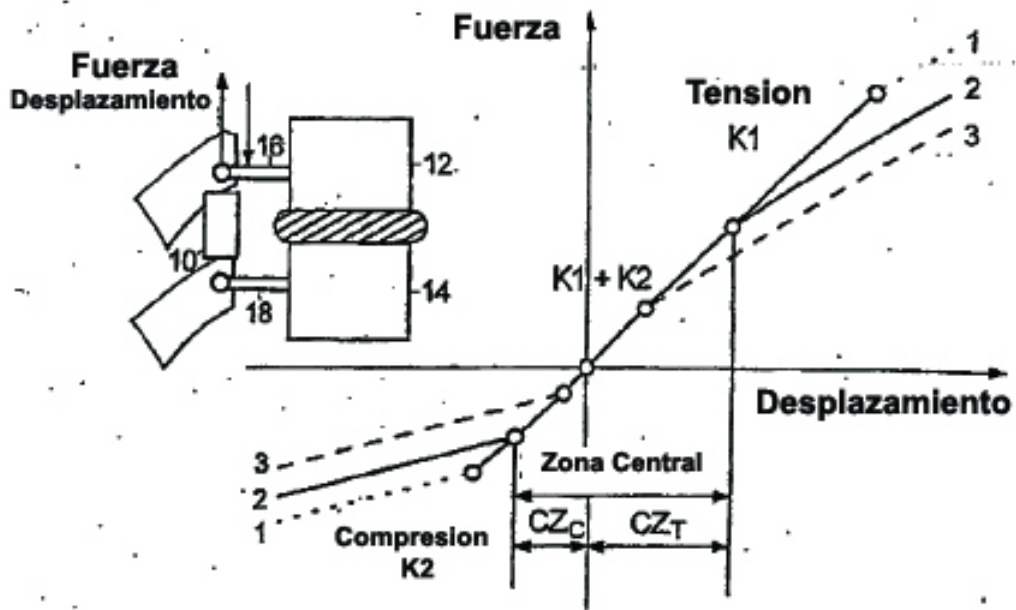 Fuerza
Desplazamiento
16
12
10
18
14
Fuerza
Tension
K1
1
2
3
K1 + K2
Desplazamiento
3
2
1
Zona Central
CZC
CZT
Compresion
K2